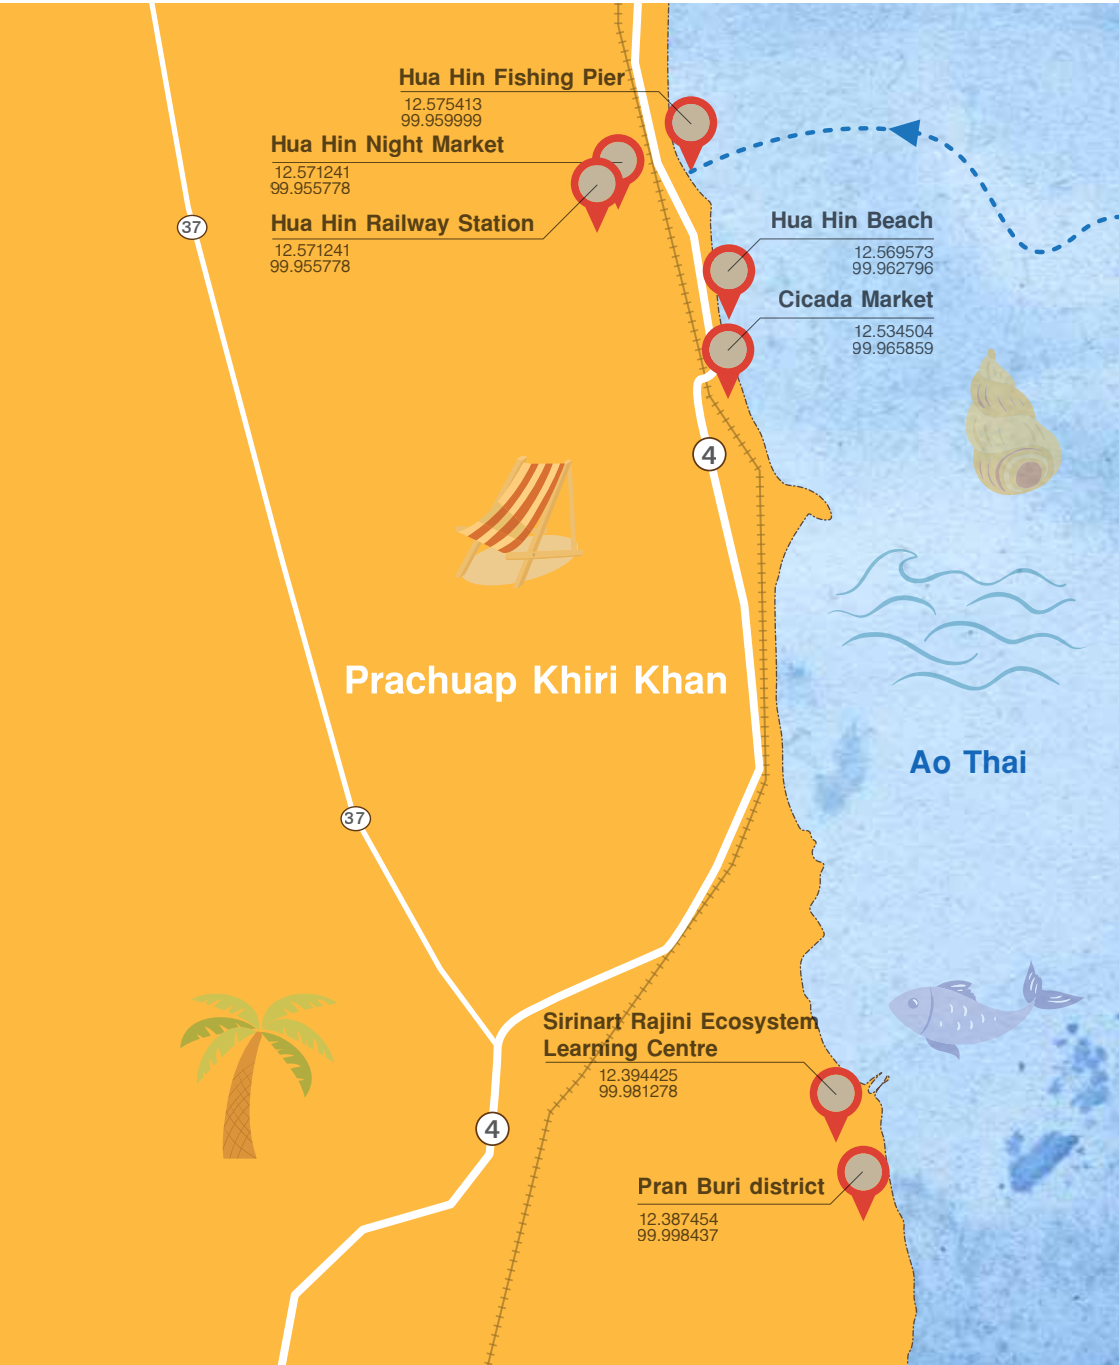 Hua Hin Fishing Pier
12.575413
99.959999
Hua Hin Night Market
12.571241
99.955778
37
Hua Hin Railway Station
12.571241
99.955778
Hua Hin Beach
12.569573
99.962796
Cicada Market
12.534504
99.965859
4
Prachuap Khiri Khan
Ao Thai
37
Sirinart Rajini Ecosystem
Learning Centre
12.394425
99.981278
4
Pran Buri district
12.387454
99.998437